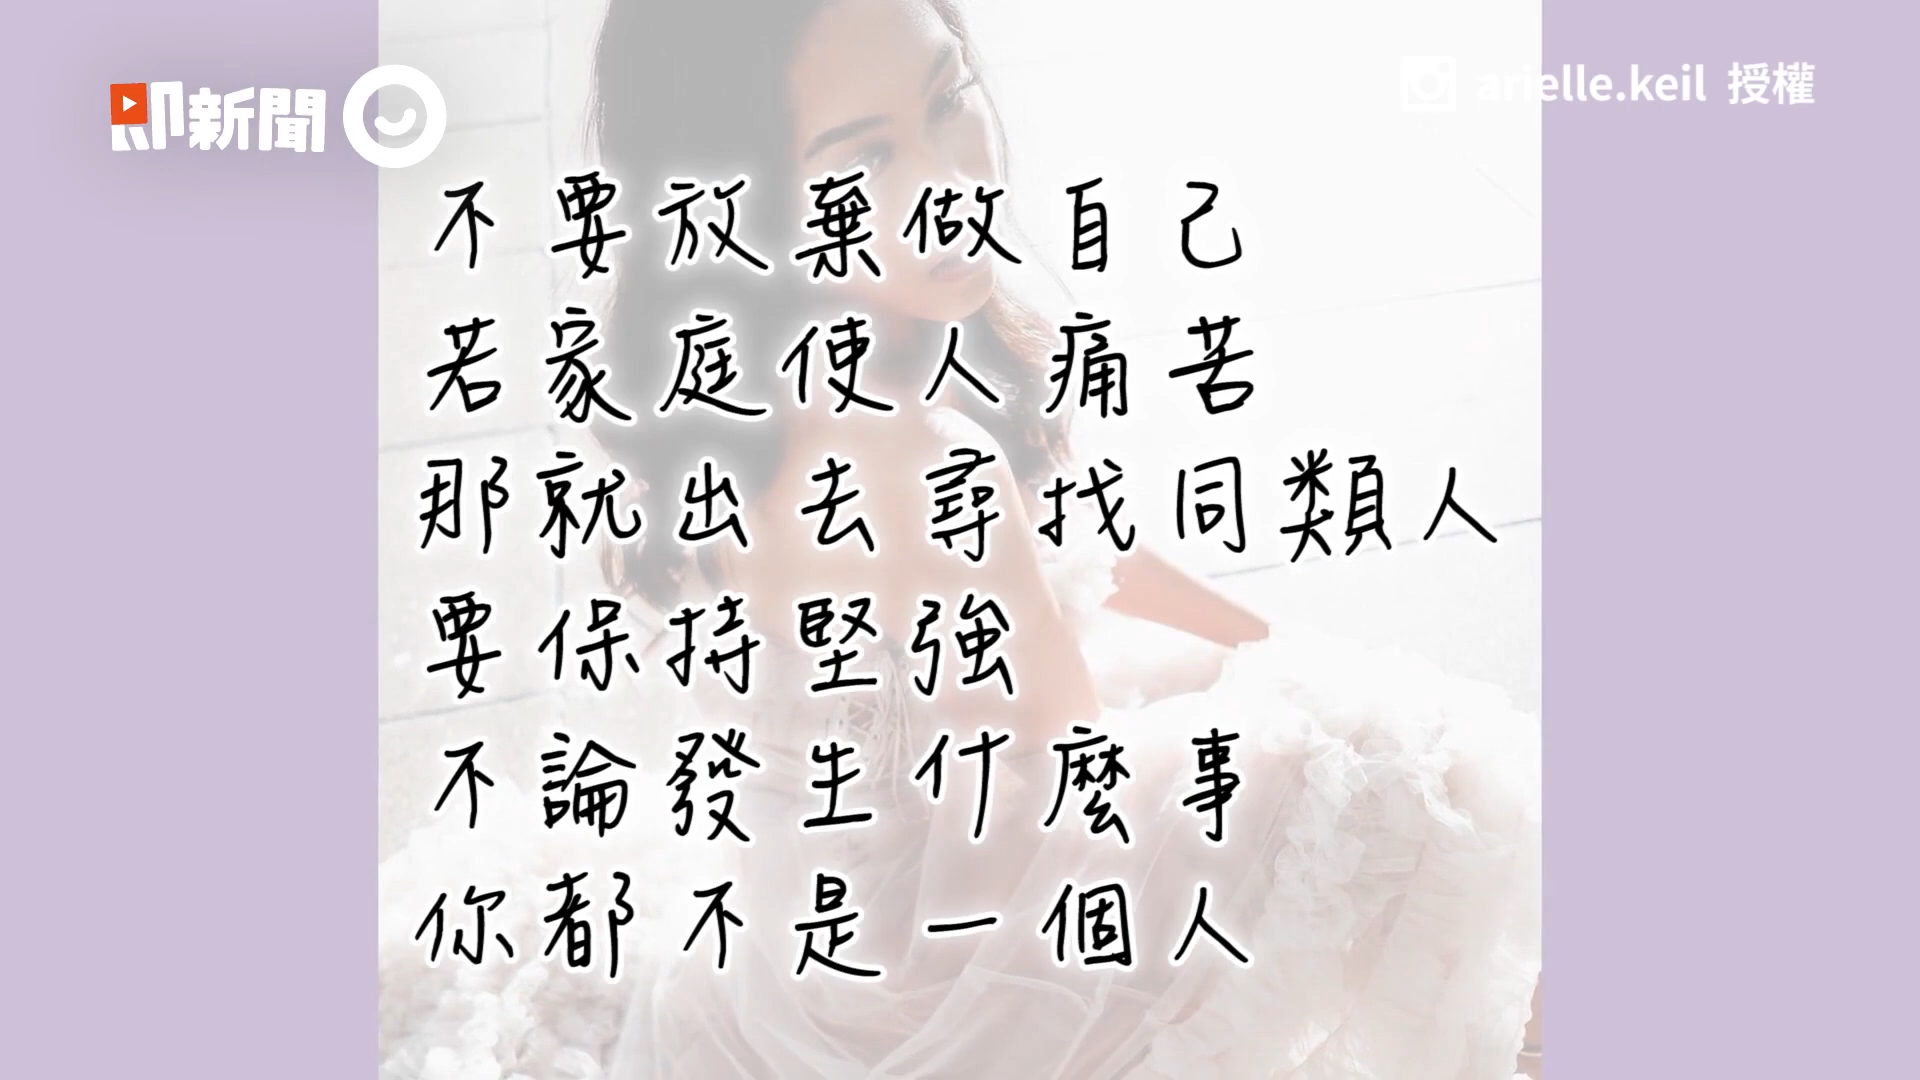 即新聞
arielle.keil 授權
不要放棄做自己
若家庭使人痛苦
那就出去尋找同類人
要保持堅強
不論發生什麼事
你都不是一個人